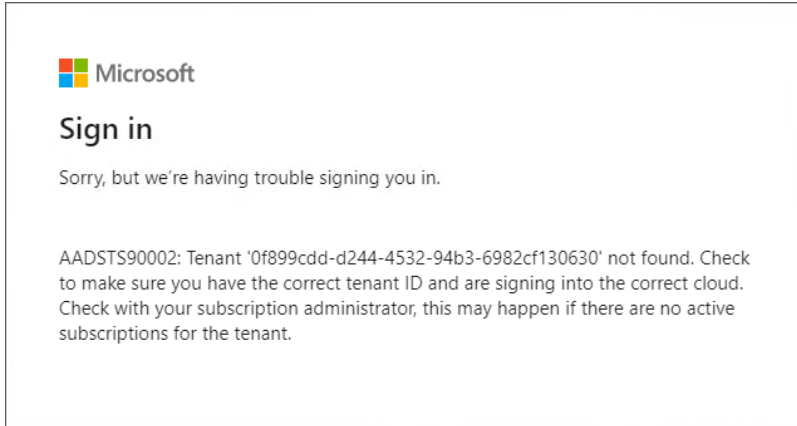 Microsoft
Sign in
Sorry, but we're having trouble signing you in.
AADSTS90002: Tenant '0f899cdd-d244-4532-94b3-6982cf130630' not found. Check
to make sure you have the correct tenant ID and are signing into the correct cloud.
Check with your subscription administrator, this may happen if there are no active
subscriptions for the tenant.